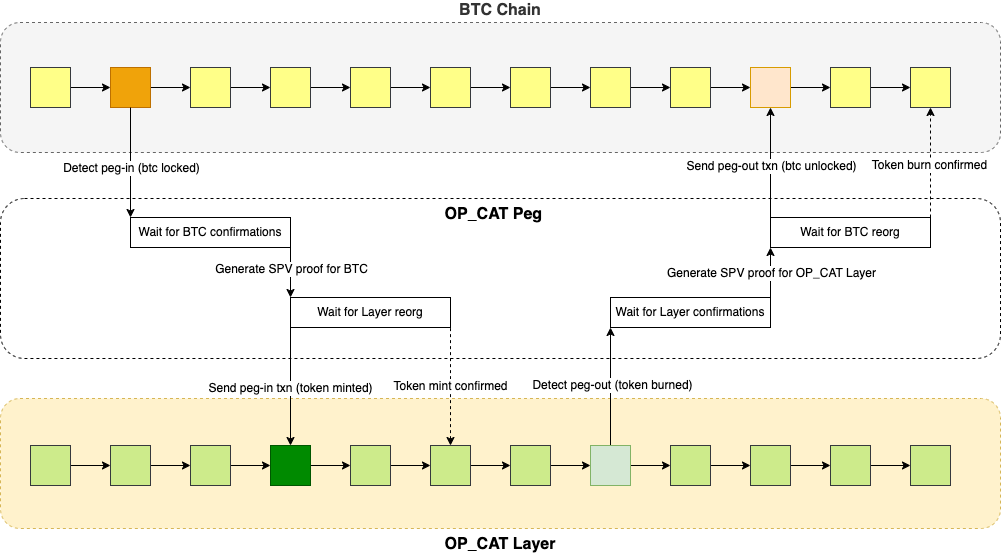 BTC Chain
Detect peg-in (btc locked)
Send peg-out txn (btc unlocked)
Token burn confirmed
OP_CAT Peg
Wait for BTC confirmations
Wait for BTC reorg
Generate SPV proof for BTC
Generate SPV proof for OP_CAT Layer
Wait for Layer reorg
Wait for Layer confirmations
Send peg-in txn (token minted)
Token mint confirmed
Detect peg-out (token burned)
OP_CAT Layer